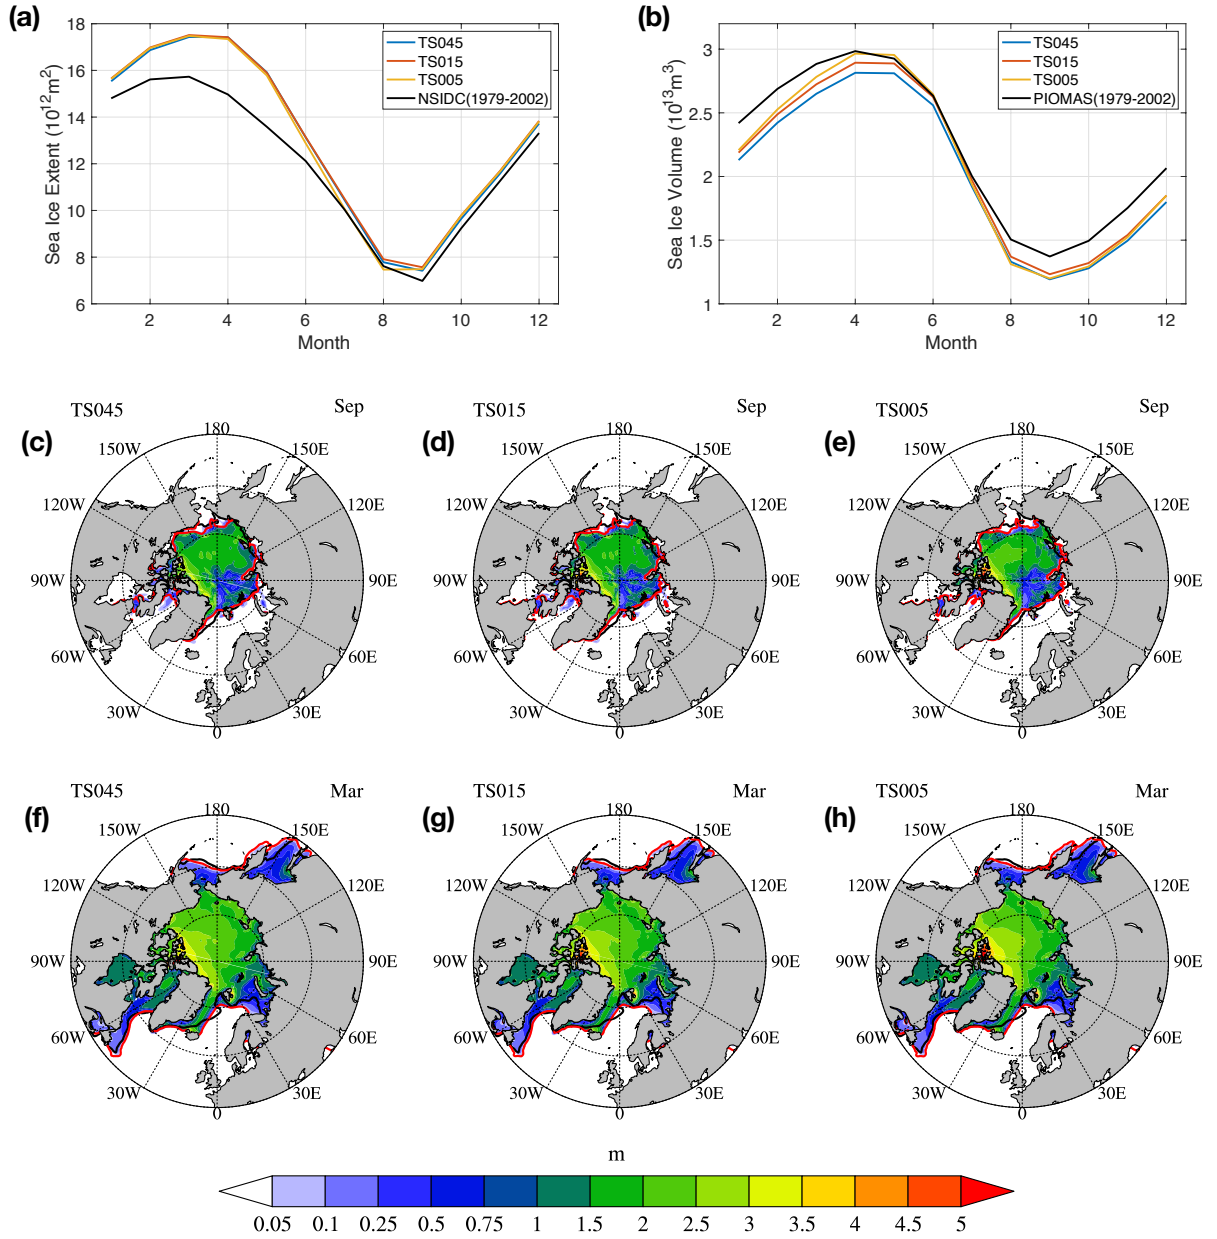 (a)
18
16
14
12
10
8
6
Sea Ice Extent (10¹²m²)
2 4 6 8 10 12
Month
TS045
TS015
TS005
NSIDC(1979-2002)
(b)
3
2.5
2
1.5
1
Sea Ice Volume (10¹³m³)
2 4 6 8 10 12
Month
TS045
TS015
TS005
PIOMAS(1979-2002)
TS045 Sep
(c)
180
150W 150E
120W 120E
90W 90E
60W 60E
30W 30E
0
TS015 Sep
(d)
180
150W 150E
120W 120E
90W 90E
60W 60E
30W 30E
0
TS005 Sep
(e)
180
150W 150E
120W 120E
90W 90E
60W 60E
30W 30E
0
TS045 Mar
(f)
180
150W 150E
120W 120E
90W 90E
60W 60E
30W 30E
0
TS015 Mar
(g)
180
150W 150E
120W 120E
90W 90E
60W 60E
30W 30E
0
TS005 Mar
(h)
180
150W 150E
120W 120E
90W 90E
60W 60E
30W 30E
0
m
0.05 0.1 0.25 0.5 0.75 1 1.5 2 2.5 3 3.5 4 4.5 5